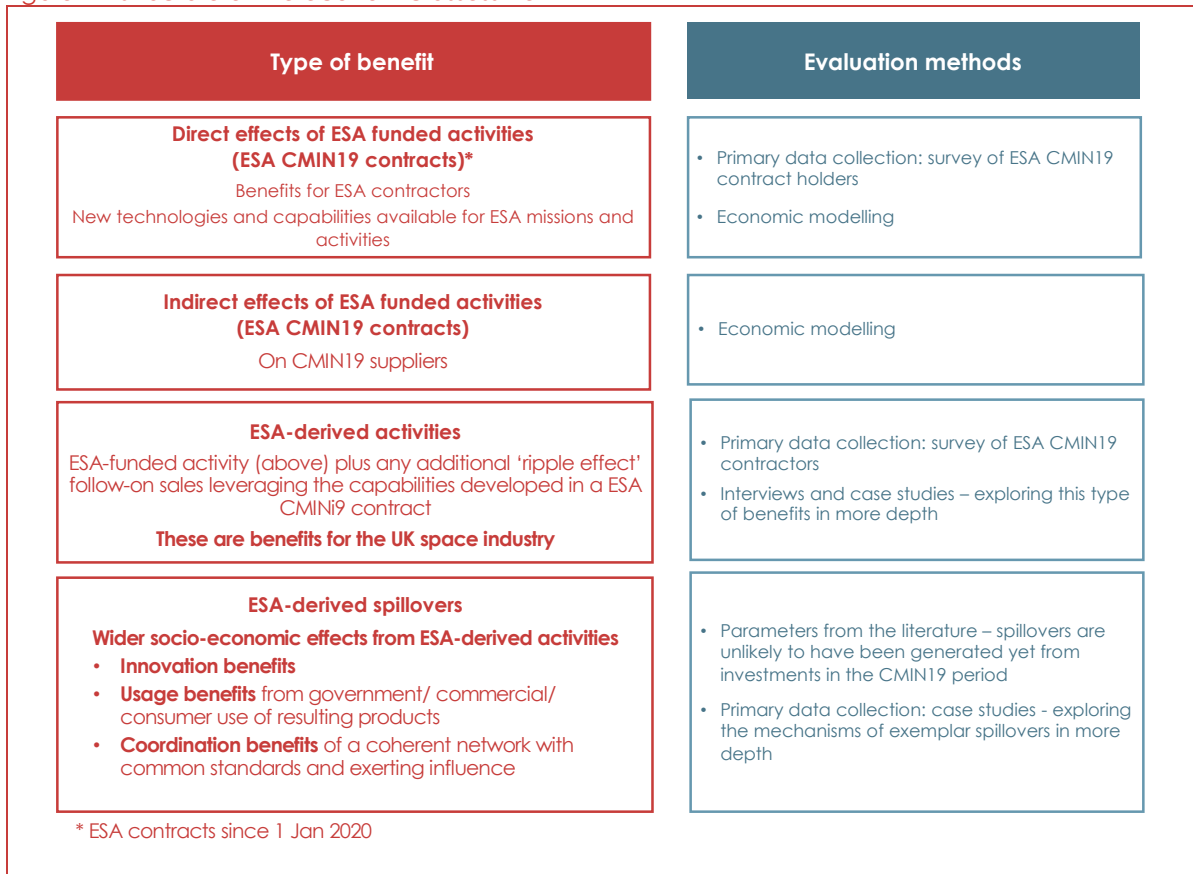 Type of benefit
Evaluation methods
Direct effects of ESA funded activities
(ESA CMIN19 contracts)*
Benefits for ESA contractors
New technologies and capabilities available for ESA missions and
activities
• Primary data collection: survey of ESA CMIN19
contract holders
• Economic modelling
Indirect effects of ESA funded activities
(ESA CMIN19 contracts)
On CMIN19 suppliers
• Economic modelling
ESA-derived activities
ESA-funded activity (above) plus any additional ‘ripple effect’
follow-on sales leveraging the capabilities developed in a ESA
CMINi9 contract
These are benefits for the UK space industry
• Primary data collection: survey of ESA CMIN19
contractors
• Interviews and case studies – exploring this type
of benefits in more depth
ESA-derived spillovers
Wider socio-economic effects from ESA-derived activities
• Innovation benefits
• Usage benefits from government/ commercial/
consumer use of resulting products
• Coordination benefits of a coherent network with
common standards and exerting influence
• Parameters from the literature – spillovers are
unlikely to have been generated yet from
investments in the CMIN19 period
• Primary data collection: case studies - exploring
the mechanisms of exemplar spillovers in more
depth
* ESA contracts since 1 Jan 2020